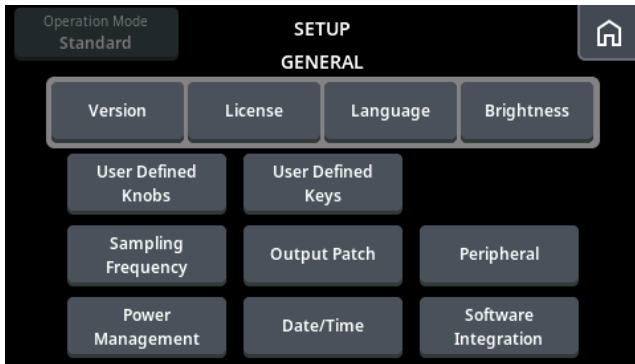 Operation Mode
Standard
SETUP
GENERAL
Version
License
Language
Brightness
User Defined
Knobs
User Defined
Keys
Sampling
Frequency
Output Patch
Peripheral
Power
Management
Date/Time
Software
Integration